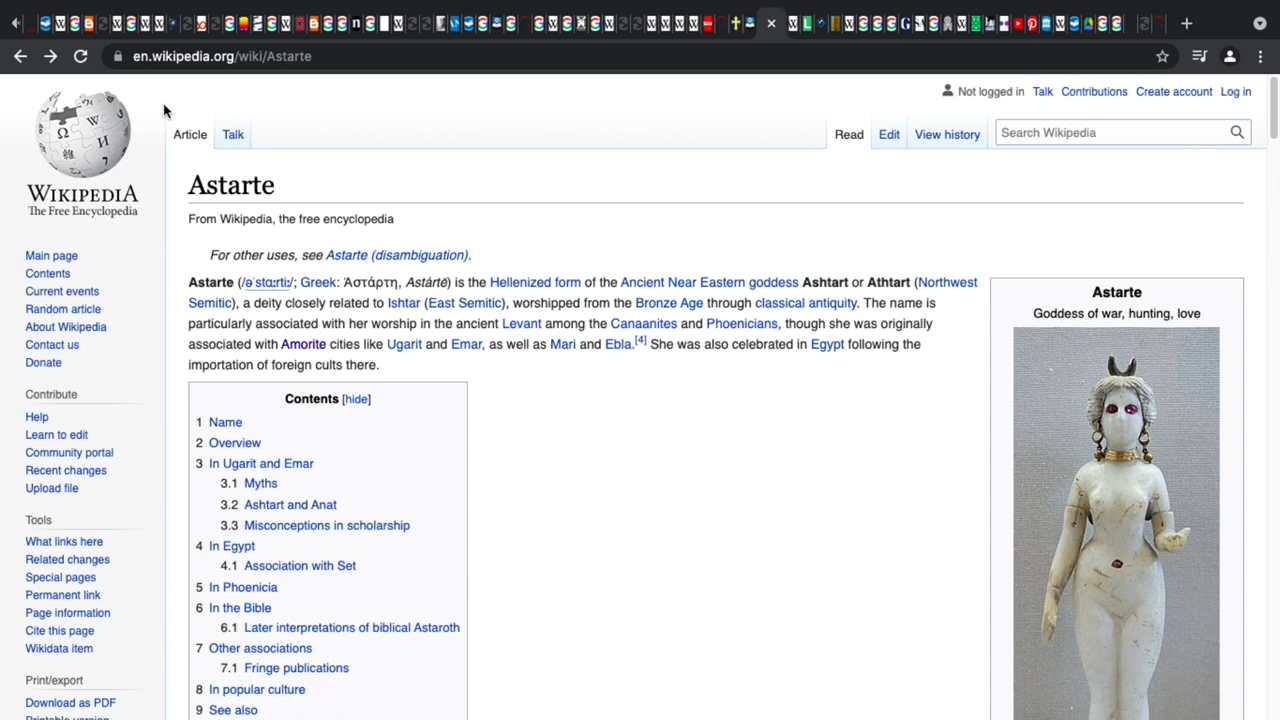 en.wikipedia.org/wiki/Astarte
Not logged in Talk Contributions Create account Log in
Article Talk Read Edit View history Search Wikipedia
WIKIPEDIA
The Free Encyclopedia
Main page
Contents
Current events
Random article
About Wikipedia
Contact us
Donate
Contribute
Help
Learn to edit
Community portal
Recent changes
Upload file
Tools
What links here
Related changes
Special pages
Permanent link
Page information
Cite this page
Wikidata item
Print/export
Download as PDF
Printable version
Astarte
From Wikipedia, the free encyclopedia
For other uses, see Astarte (disambiguation).
Astarte (/əˈstɑːrtiː/; Greek: Ἀστάρτη, Astártē) is the Hellenized form of the Ancient Near Eastern goddess Ashtart or Athtart (Northwest
Semitic), a deity closely related to Ishtar (East Semitic), worshipped from the Bronze Age through classical antiquity. The name is
particularly associated with her worship in the ancient Levant among the Canaanites and Phoenicians, though she was originally
associated with Amorite cities like Ugarit and Emar, as well as Mari and Ebla.[4] She was also celebrated in Egypt following the
importation of foreign cults there.
Contents [hide]
1 Name
2 Overview
3 In Ugarit and Emar
3.1 Myths
3.2 Ashtart and Anat
3.3 Misconceptions in scholarship
4 In Egypt
4.1 Association with Set
5 In Phoenicia
6 In the Bible
6.1 Later interpretations of biblical Astaroth
7 Other associations
7.1 Fringe publications
8 In popular culture
9 See also
Astarte
Goddess of war, hunting, love